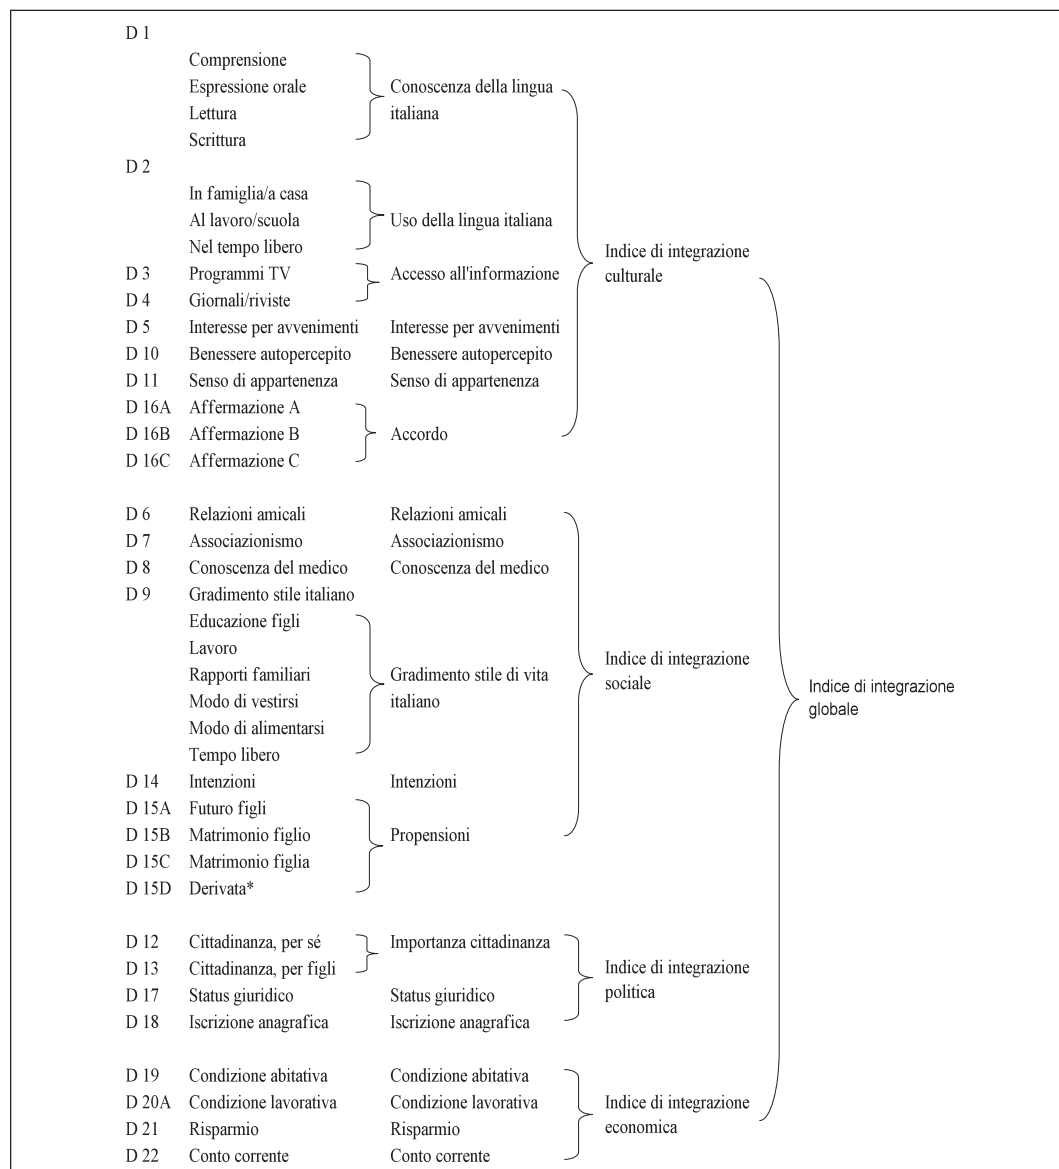 D 1
Comprensione
Espressione orale Conoscenza della lingua
Lettura italiana
Scrittura
D 2
In famiglia/a casa
Al lavoro/scuola Uso della lingua italiana
Nel tempo libero Indice di integrazione
D 3 Programmi TV Accesso all'informazione culturale
D 4 Giornali/riviste
D 5 Interesse per avvenimenti Interesse per avvenimenti
D 10 Benessere autopercepito Benessere autopercepito
D 11 Senso di appartenenza Senso di appartenenza
D 16A Affermazione A
D 16B Affermazione B Accordo
D 16C Affermazione C
D 6 Relazioni amicali Relazioni amicali
D 7 Associazionismo Associazionismo
D 8 Conoscenza del medico Conoscenza del medico
D 9 Gradimento stile italiano
Educazione figli
Lavoro Indice di integrazione
Rapporti familiari Gradimento stile di vita sociale Indice di integrazione
Modo di vestirsi italiano globale
Modo di alimentarsi
Tempo libero
D 14 Intenzioni Intenzioni
D 15A Futuro figli
D 15B Matrimonio figlio Propensioni
D 15C Matrimonio figlia
D 15D Derivata*
D 12 Cittadinanza, per sé Importanza cittadinanza
D 13 Cittadinanza, per figli Indice di integrazione
D 17 Status giuridico Status giuridico politica
D 18 Iscrizione anagrafica Iscrizione anagrafica
D 19 Condizione abitativa Condizione abitativa
D 20A Condizione lavorativa Condizione lavorativa Indice di integrazione
D 21 Risparmio Risparmio economica
D 22 Conto corrente Conto corrente